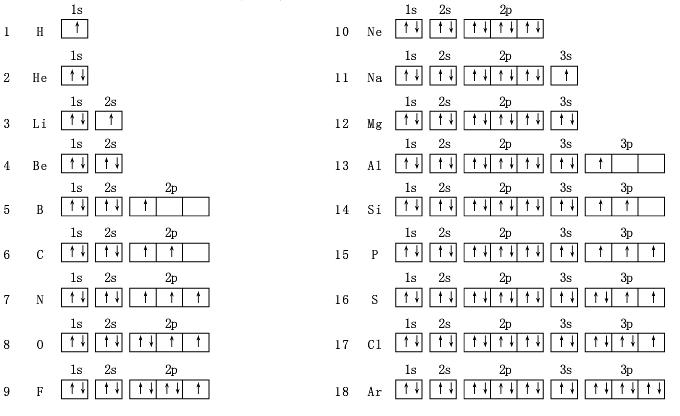 1s
1 H ↑
1s
2 He ↑↓
1s 2s
3 Li ↑↓ ↑
1s 2s
4 Be ↑↓ ↑↓
1s 2s 2p
5 B ↑↓ ↑↓ ↑
1s 2s 2p
6 C ↑↓ ↑↓ ↑ ↑
1s 2s 2p
7 N ↑↓ ↑↓ ↑ ↑ ↑
1s 2s 2p
8 O ↑↓ ↑↓ ↑↓ ↑ ↑
1s 2s 2p
9 F ↑↓ ↑↓ ↑↓ ↑↓ ↑
1s 2s 2p
10 Ne ↑↓ ↑↓ ↑↓ ↑↓ ↑↓
1s 2s 2p 3s
11 Na ↑↓ ↑↓ ↑↓ ↑↓ ↑↓ ↑
1s 2s 2p 3s
12 Mg ↑↓ ↑↓ ↑↓ ↑↓ ↑↓ ↑↓
1s 2s 2p 3s 3p
13 Al ↑↓ ↑↓ ↑↓ ↑↓ ↑↓ ↑↓ ↑
1s 2s 2p 3s 3p
14 Si ↑↓ ↑↓ ↑↓ ↑↓ ↑↓ ↑↓ ↑ ↑
1s 2s 2p 3s 3p
15 P ↑↓ ↑↓ ↑↓ ↑↓ ↑↓ ↑↓ ↑ ↑ ↑
1s 2s 2p 3s 3p
16 S ↑↓ ↑↓ ↑↓ ↑↓ ↑↓ ↑↓ ↑↓ ↑ ↑
1s 2s 2p 3s 3p
17 Cl ↑↓ ↑↓ ↑↓ ↑↓ ↑↓ ↑↓ ↑↓ ↑↓ ↑
1s 2s 2p 3s 3p
18 Ar ↑↓ ↑↓ ↑↓ ↑↓ ↑↓ ↑↓ ↑↓ ↑↓ ↑↓